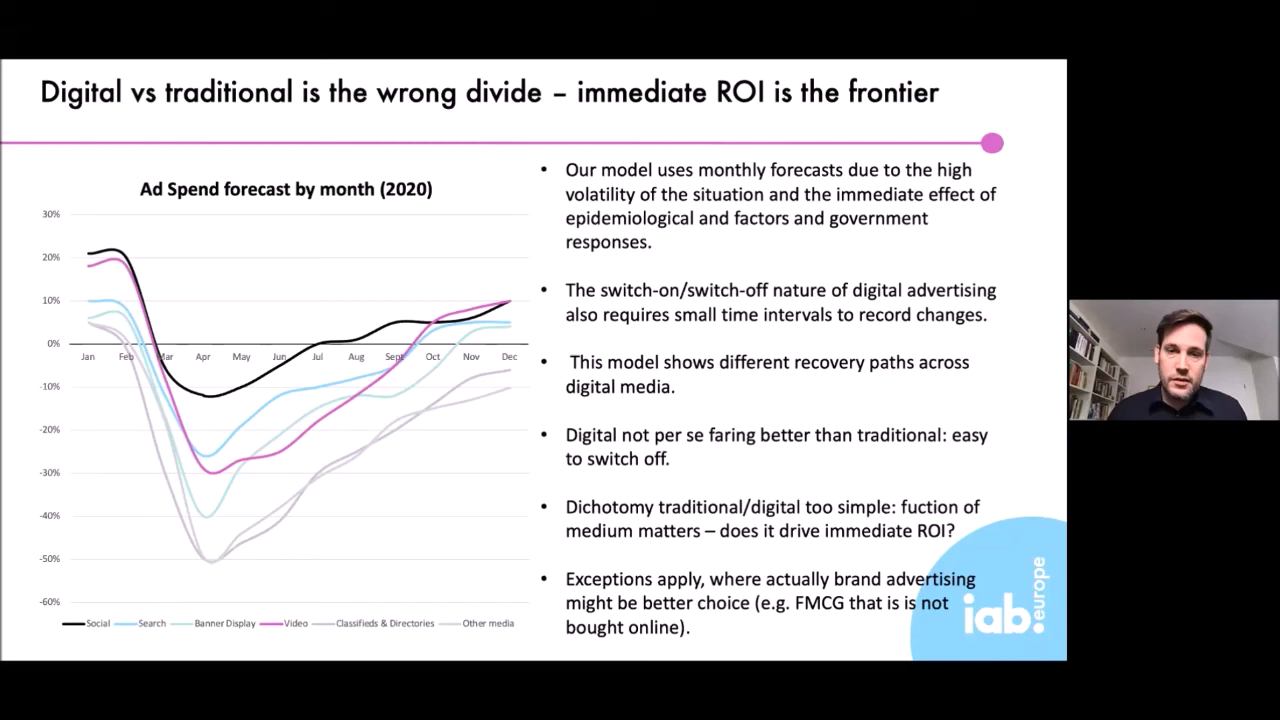 Digital vs traditional is the wrong divide – immediate ROI is the frontier
Ad Spend forecast by month (2020)
30%
20%
10%
0%
-10%
-20%
-30%
-40%
-50%
-60%
Jan Feb Mar Apr May Jun Jul Aug Sept Oct Nov Dec
Social Search Banner Display Video Classifieds & Directories Other media
• Our model uses monthly forecasts due to the high
volatility of the situation and the immediate effect of
epidemiological and factors and government
responses.
• The switch-on/switch-off nature of digital advertising
also requires small time intervals to record changes.
• This model shows different recovery paths across
digital media.
• Digital not per se faring better than traditional: easy
to switch off.
• Dichotomy traditional/digital too simple: fuction of
medium matters – does it drive immediate ROI?
• Exceptions apply, where actually brand advertising
might be better choice (e.g. FMCG that is is not
bought online).
iab.
europe